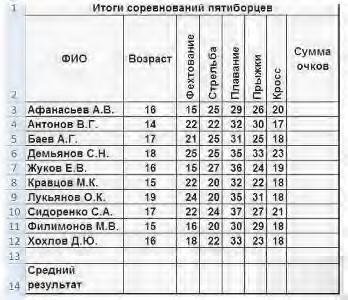 1 Итоги соревнований пятиборцев
2 ФИО Возраст Фехтование Стрельба Плавание Прыжки Кросс Сумма очков
3 Афанасьев А.В. 16 15 25 29 26 20
4 Антонов В.Г. 14 22 22 32 30 17
5 Баев А.Г. 17 21 25 31 25 18
6 Демьянов С.Н. 18 25 25 35 33 23
7 Жуков Е.В. 16 15 27 36 24 19
8 Кравцов М.К. 15 22 20 32 22 18
9 Лукьянов О.К. 19 24 20 35 31 18
10 Сидоренко С.А. 17 22 24 37 27 21
11 Филимонов М.В. 15 16 20 30 29 18
12 Хохлов Д.Ю. 16 18 22 33 23 18
13
14 Средний результат